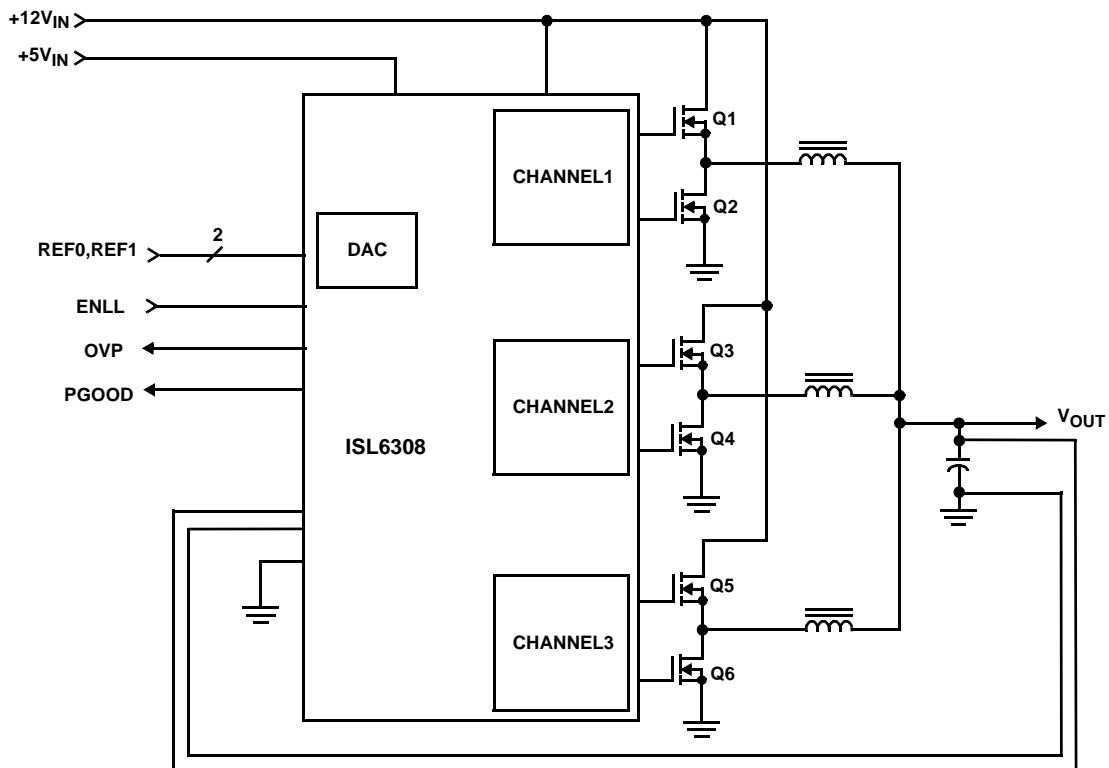 +12VIN
+5VIN
Q1
CHANNEL1
Q2
2
REF0,REF1
DAC
ENLL
OVP
Q3
PGOOD
CHANNEL2
VOUT
Q4
ISL6308
Q5
CHANNEL3
Q6